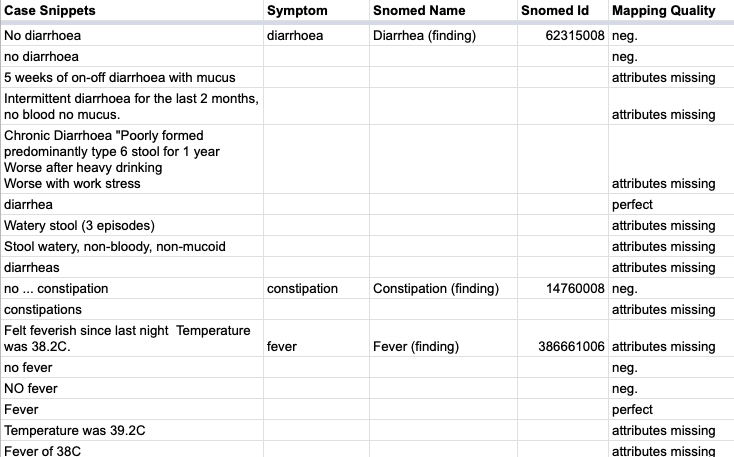 Case Snippets Symptom Snomed Name Snomed Id Mapping Quality
No diarrhoea diarrhoea Diarrhea (finding) 62315008 neg.
no diarrhoea neg.
5 weeks of on-off diarrhoea with mucus attributes missing
Intermittent diarrhoea for the last 2 months,
no blood no mucus. attributes missing
Chronic Diarrhoea "Poorly formed
predominantly type 6 stool for 1 year
Worse after heavy drinking
Worse with work stress attributes missing
diarrhea perfect
Watery stool (3 episodes) attributes missing
Stool watery, non-bloody, non-mucoid attributes missing
diarrheas attributes missing
no ... constipation constipation Constipation (finding) 14760008 neg.
constipations attributes missing
Felt feverish since last night Temperature
was 38.2C. fever Fever (finding) 386661006 attributes missing
no fever neg.
NO fever neg.
Fever perfect
Temperature was 39.2C attributes missing
Fever of 38C attributes missing